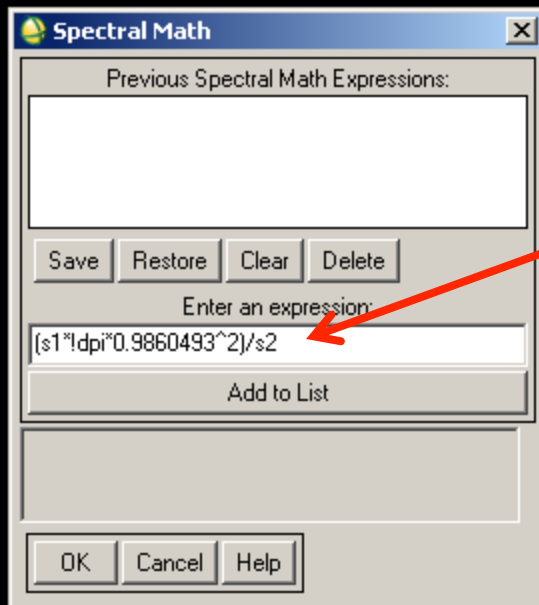 Spectral Math
Previous Spectral Math Expressions:
Save Restore Clear Delete
Enter an expression:
(s1*!dpi*0.9860493^2)/s2
Add to List
OK Cancel Help